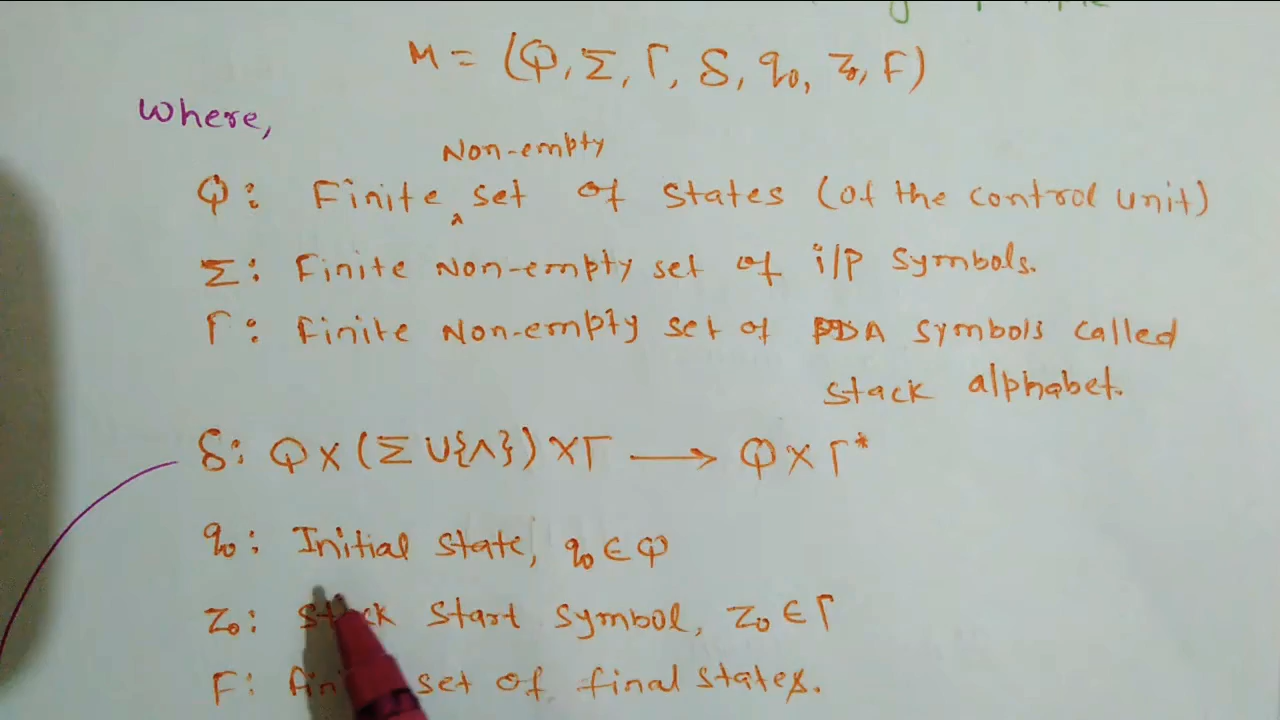 M = (Q, Σ, Γ, δ, q₀, z₀, F)
Where,
Non-empty
Q: Finite ^ set of states (of the control unit)
Σ: Finite Non-empty set of i/p symbols.
Γ: Finite Non-empty set of PDA symbols called
stack alphabet.
δ: Q × (Σ ∪ {Λ}) × Γ ⟶ Q × Γ*
q₀: Initial state, q₀ ∈ Q
z₀: Stack start symbol, z₀ ∈ Γ
F: set of final states.